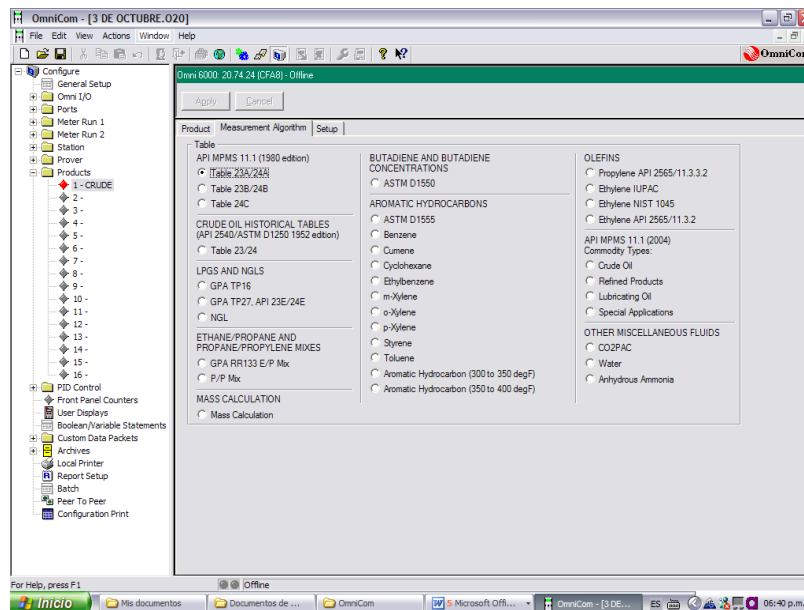 OmniCom - [3 DE OCTUBRE.O20]
File Edit View Actions Window Help
OmniCom
Configure
General Setup
Omni I/O
Ports
Meter Run 1
Meter Run 2
Station
Prover
Products
1 - CRUDE
2 -
3 -
4 -
5 -
6 -
7 -
8 -
9 -
10 -
11 -
12 -
13 -
14 -
15 -
16 -
PID Control
Front Panel Counters
User Displays
Boolean/Variable Statements
Custom Data Packets
Archives
Local Printer
Report Setup
Batch
Peer To Peer
Configuration Print
Omni 6000: 20.74.24 (CFA8) - Offline
Apply Cancel
Product Measurement Algorithm Setup
Table
API MPMS 11.1 (1980 edition)
Table 23A/24A
Table 23B/24B
Table 24C
CRUDE OIL HISTORICAL TABLES
(API 2540/ASTM D1250 1952 edition)
Table 23/24
LPGS AND NGLS
GPA TP16
GPA TP27, API 23E/24E
NGL
ETHANE/PROPANE AND
PROPANE/PROPYLENE MIXES
GPA RR133 E/P Mix
P/P Mix
MASS CALCULATION
Mass Calculation
BUTADIENE AND BUTADIENE
CONCENTRATIONS
ASTM D1550
AROMATIC HYDROCARBONS
ASTM D1555
Benzene
Cumene
Cyclohexane
Ethylbenzene
m-Xylene
o-Xylene
p-Xylene
Styrene
Toluene
Aromatic Hydrocarbon (300 to 350 degF)
Aromatic Hydrocarbon (350 to 400 degF)
OLEFINS
Propylene API 2565/11.3.3.2
Ethylene IUPAC
Ethylene NIST 1045
Ethylene API 2565/11.3.2
API MPMS 11.1 (2004)
Commodity Types:
Crude Oil
Refined Products
Lubricating Oil
Special Applications
OTHER MISCELLANEOUS FLUIDS
CO2PAC
Water
Anhydrous Ammonia
For Help, press F1
Offline
Inicio Mis documentos Documentos de ... OmniCom 5 Microsoft Offi... OmniCom - [3 DE... ES 06:40 p.m.